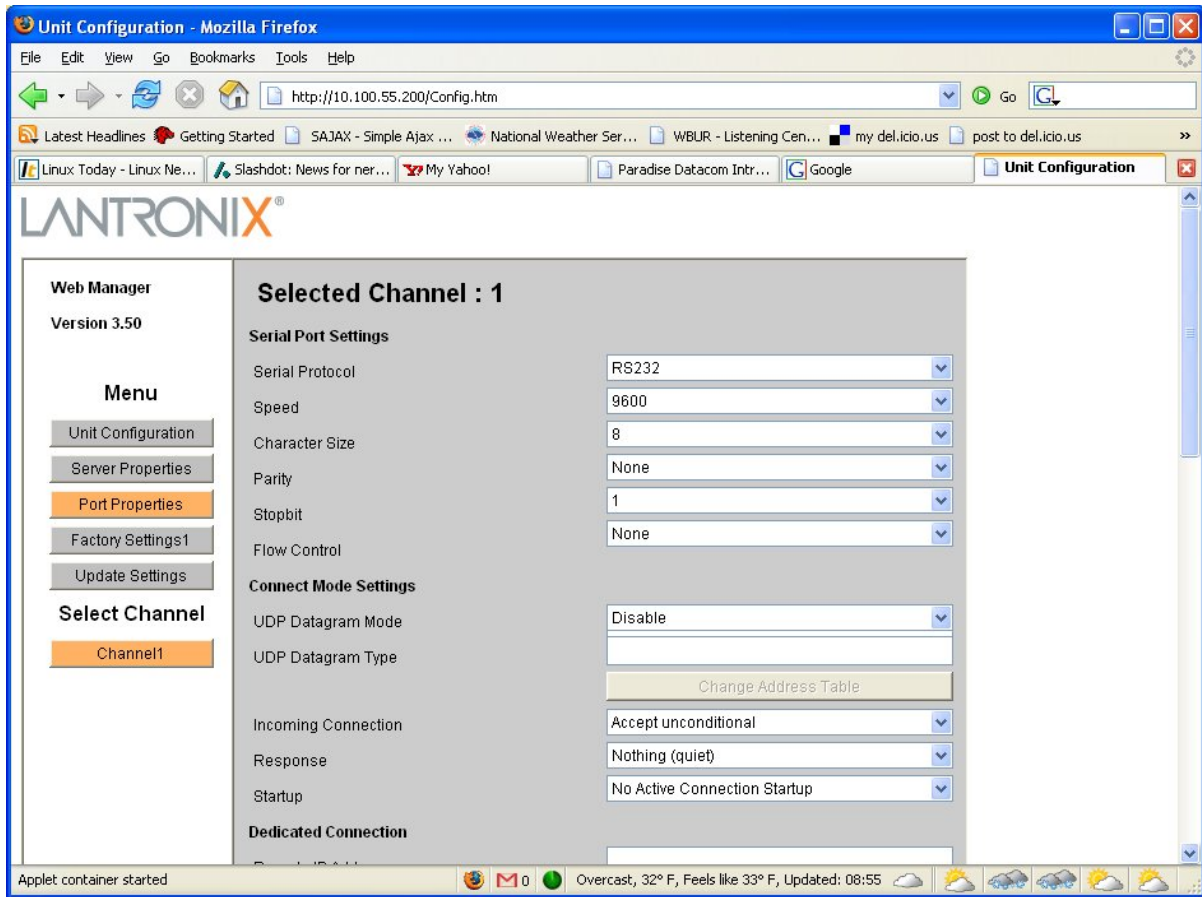 Unit Configuration - Mozilla Firefox
File Edit View Go Bookmarks Tools Help
http://10.100.55.200/Config.htm
Go
G
Latest Headlines Getting Started SAJAX - Simple Ajax ... National Weather Ser... WBUR - Listening Cen... my del.icio.us post to del.icio.us »
Linux Today - Linux Ne... Slashdot: News for ner... My Yahoo! Paradise Datacom Intr... Google Unit Configuration
LANTRONIX®
Web Manager
Version 3.50
Menu
Unit Configuration
Server Properties
Port Properties
Factory Settings1
Update Settings
Select Channel
Channel1
Selected Channel : 1
Serial Port Settings
Serial Protocol RS232
Speed 9600
Character Size 8
Parity None
Stopbit 1
Flow Control None
Connect Mode Settings
UDP Datagram Mode Disable
UDP Datagram Type
Change Address Table
Incoming Connection Accept unconditional
Response Nothing (quiet)
Startup No Active Connection Startup
Dedicated Connection
Applet container started 0 Overcast, 32º F, Feels like 33º F, Updated: 08:55